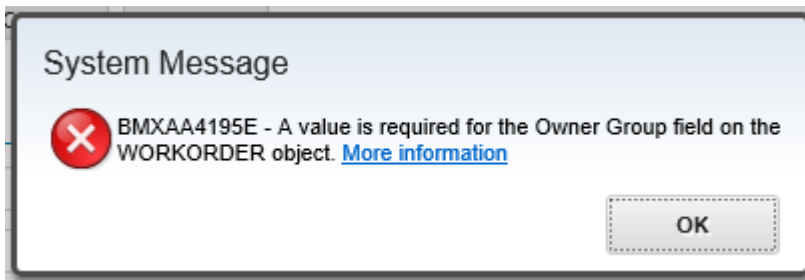 System Message
BMXAA4195E - A value is required for the Owner Group field on the
WORKORDER object. More information
OK